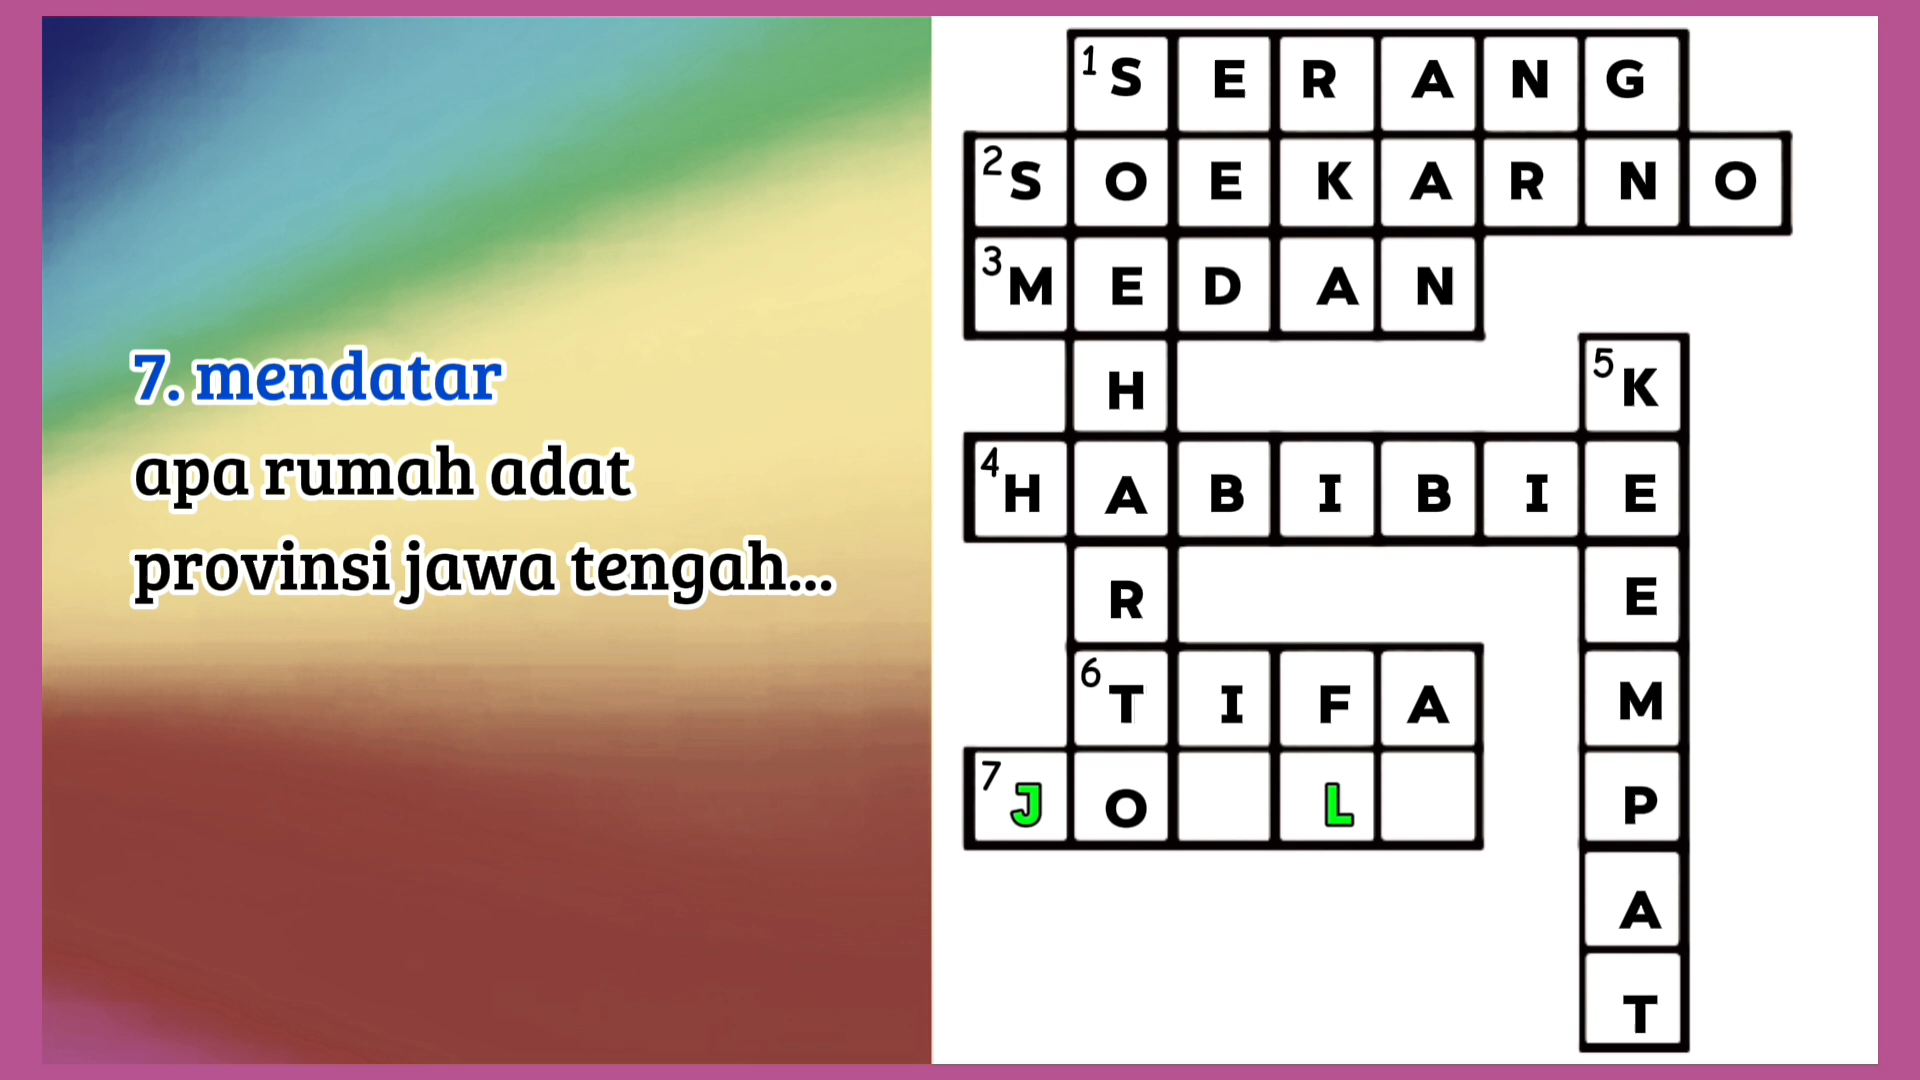 7. mendatar
apa rumah adat
provinsi jawa tengah...
1 S E R A N G
2 S O E K A R N O
3 M E D A N
H 5 K
4 H A B I B I E
R E
6 T I F A M
7 J O L P
A
T